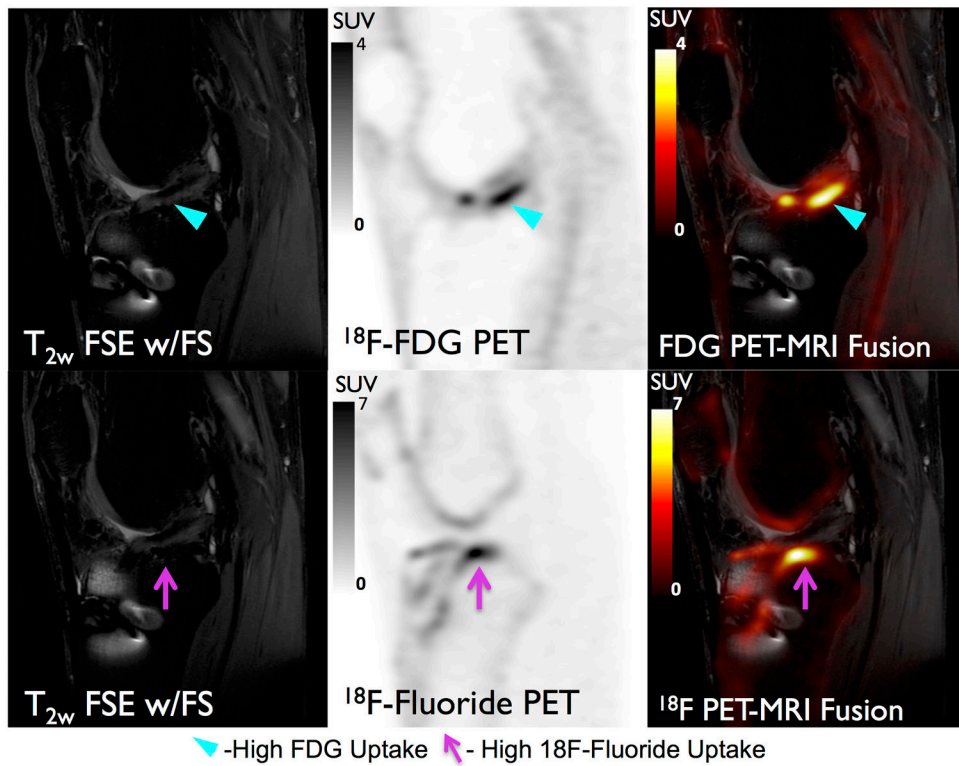 SUV
4
0
SUV
4
0
T2w FSE w/FS
18F-FDG PET
FDG PET-MRI Fusion
SUV
7
0
SUV
7
0
T2w FSE w/FS
18F-Fluoride PET
18F PET-MRI Fusion
-High FDG Uptake - High 18F-Fluoride Uptake